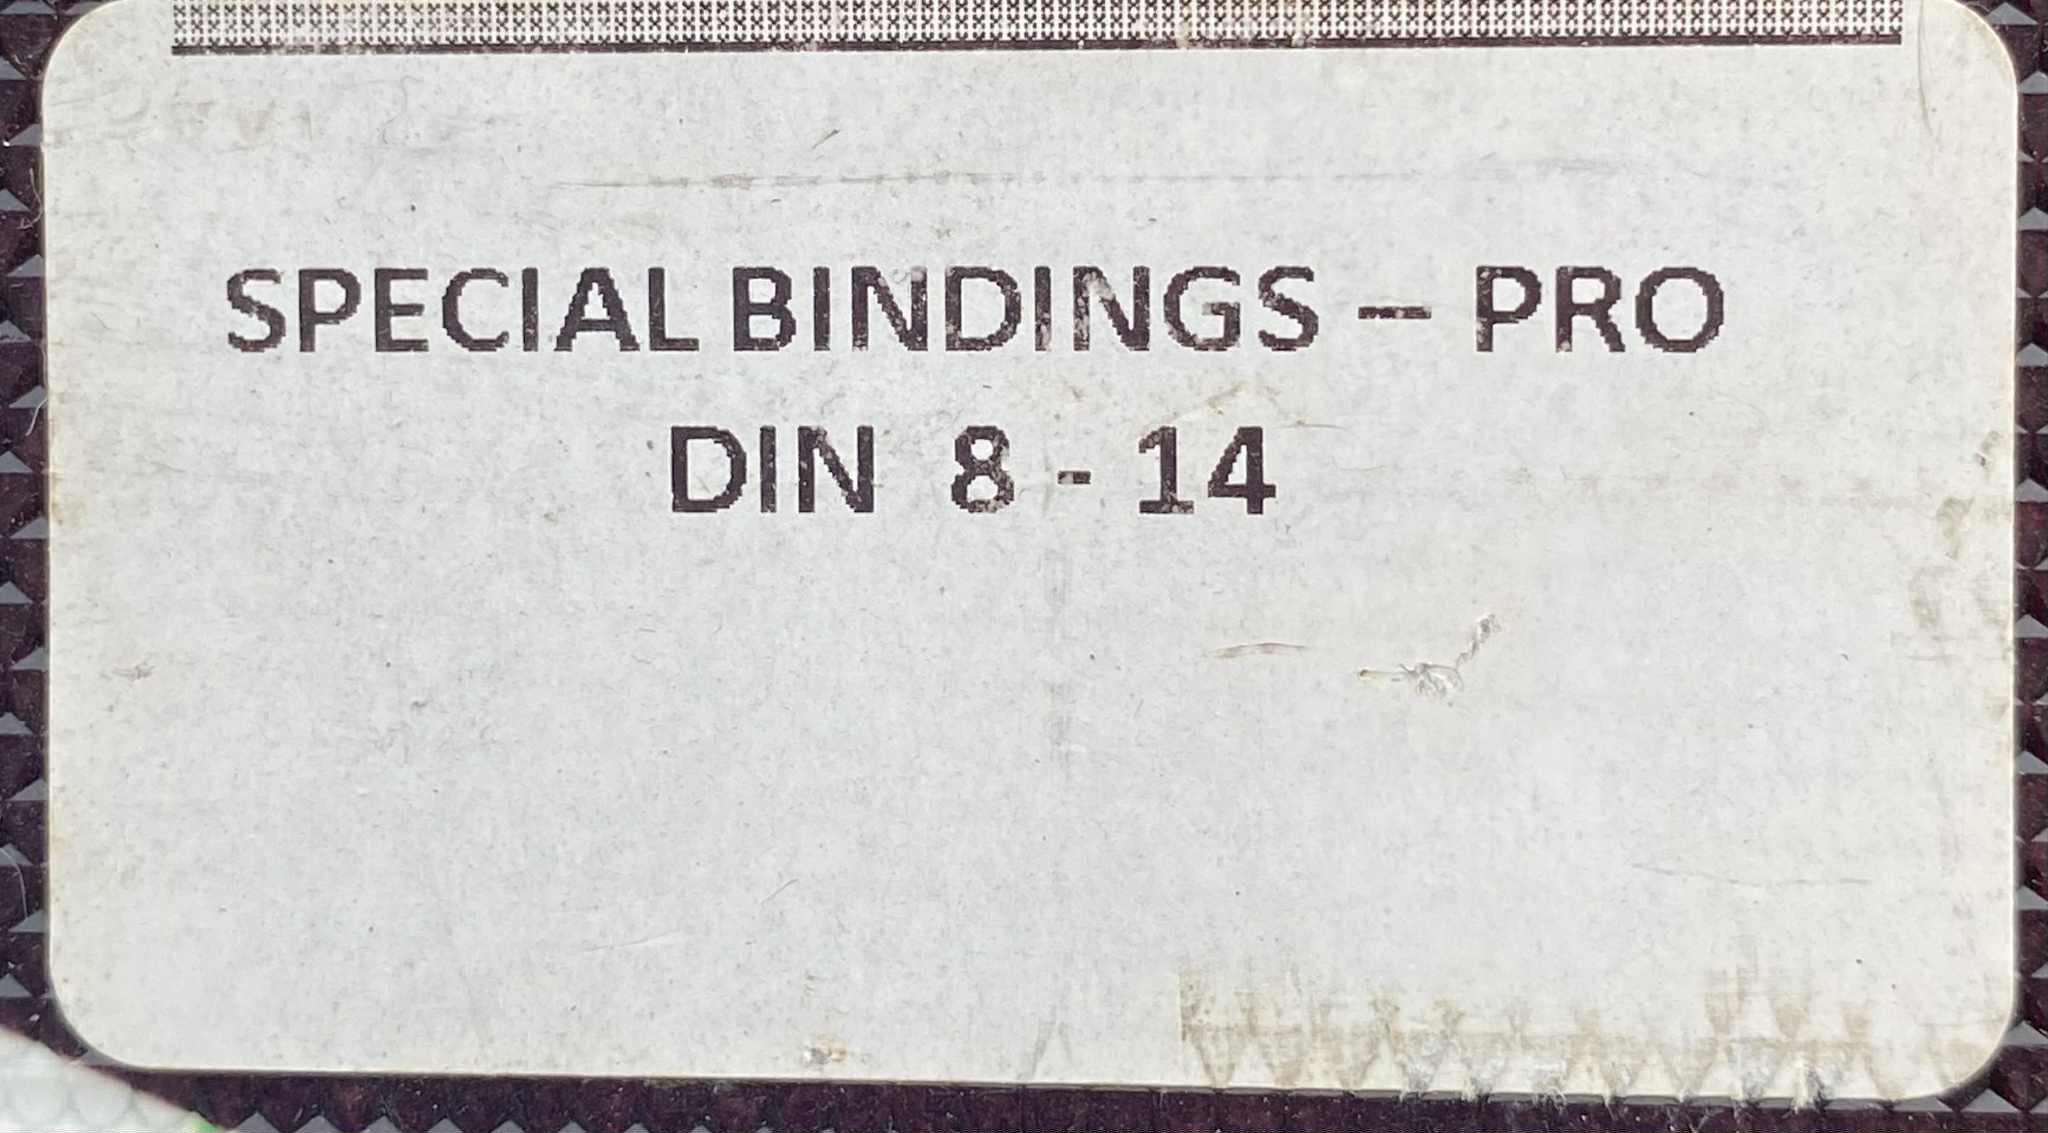 SPECIAL BINDINGS – PRO
DIN 8 - 14